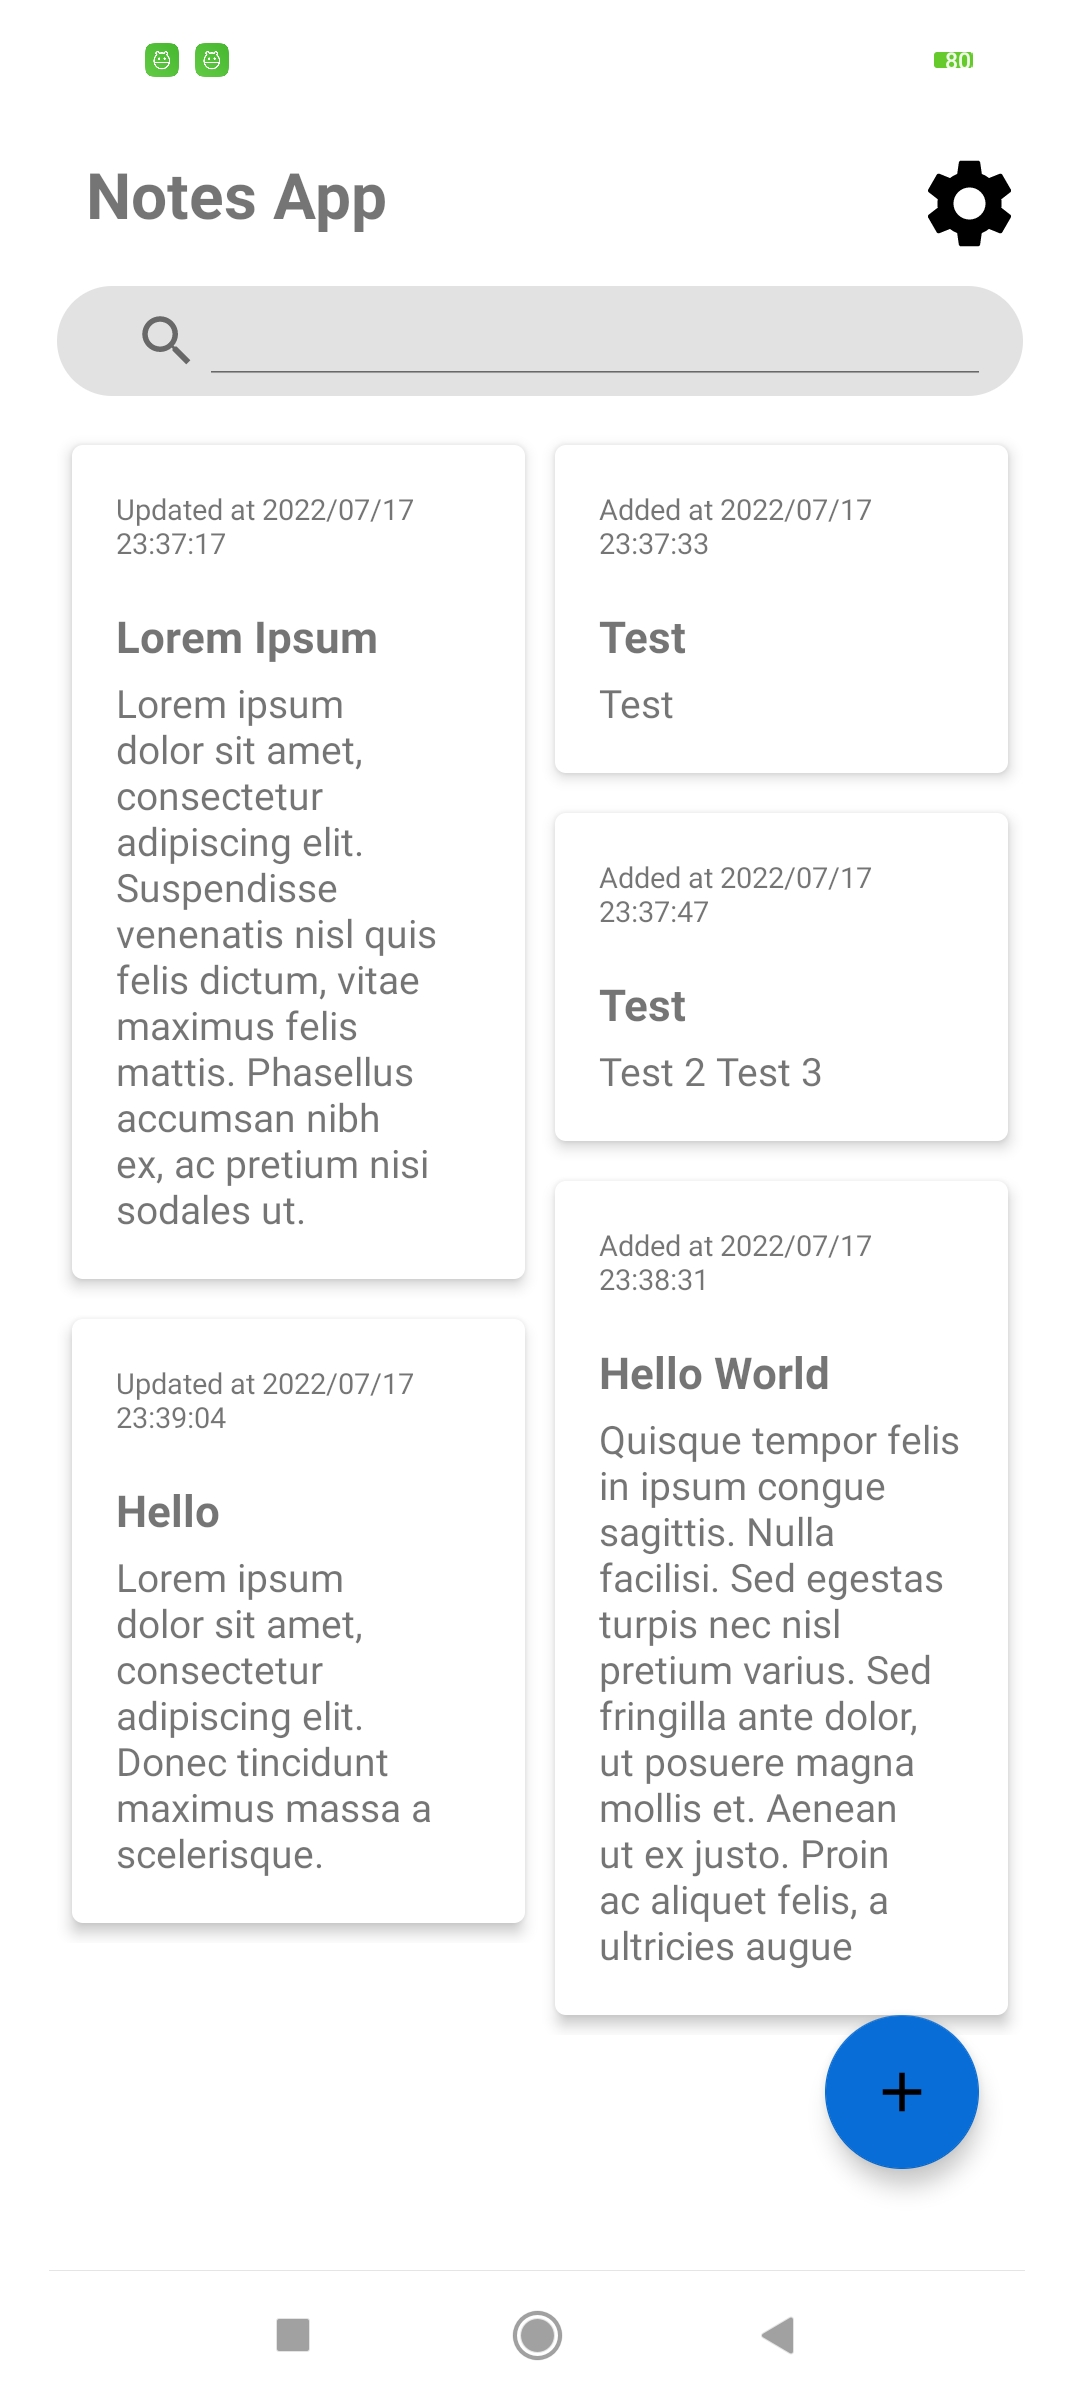 80
Notes App
Updated at 2022/07/17
23:37:17
Lorem Ipsum
Lorem ipsum
dolor sit amet,
consectetur
adipiscing elit.
Suspendisse
venenatis nisl quis
felis dictum, vitae
maximus felis
mattis. Phasellus
accumsan nibh
ex, ac pretium nisi
sodales ut.
Updated at 2022/07/17
23:39:04
Hello
Lorem ipsum
dolor sit amet,
consectetur
adipiscing elit.
Donec tincidunt
maximus massa a
scelerisque.
Added at 2022/07/17
23:37:33
Test
Test
Added at 2022/07/17
23:37:47
Test
Test 2 Test 3
Added at 2022/07/17
23:38:31
Hello World
Quisque tempor felis
in ipsum congue
sagittis. Nulla
facilisi. Sed egestas
turpis nec nisl
pretium varius. Sed
fringilla ante dolor,
ut posuere magna
mollis et. Aenean
ut ex justo. Proin
ac aliquet felis, a
ultricies augue